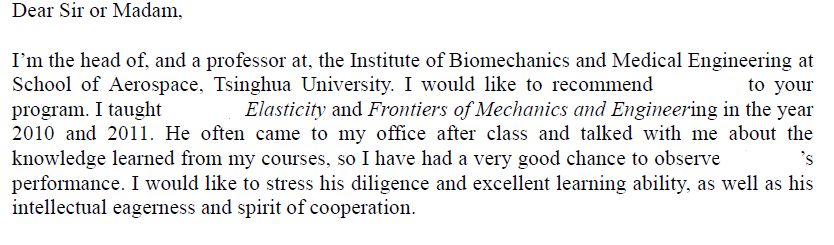 Dear Sir or Madam,
I'm the head of, and a professor at, the Institute of Biomechanics and Medical Engineering at
School of Aerospace, Tsinghua University. I would like to recommend to your
program. I taught Elasticity and Frontiers of Mechanics and Engineering in the year
2010 and 2011. He often came to my office after class and talked with me about the
knowledge learned from my courses, so I have had a very good chance to observe 's
performance. I would like to stress his diligence and excellent learning ability, as well as his
intellectual eagerness and spirit of cooperation.